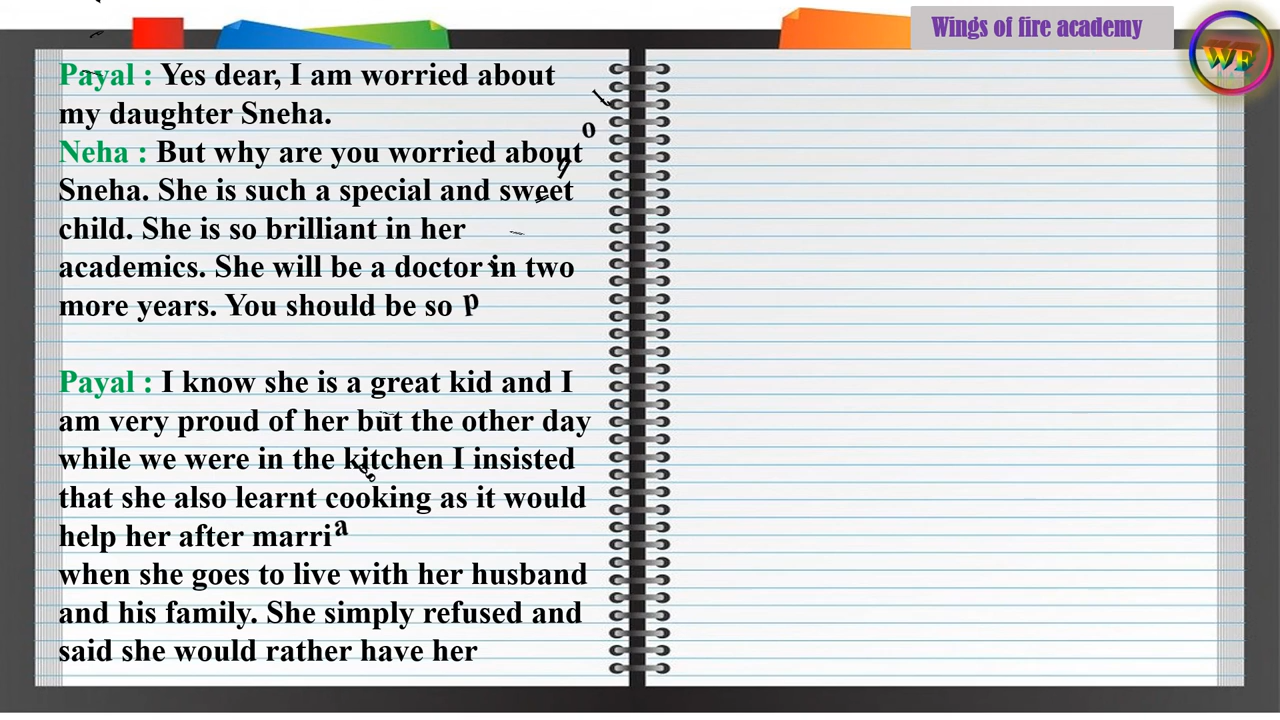 Wings of fire academy
WF
Payal : Yes dear, I am worried about
my daughter Sneha.
Neha : But why are you worried about
Sneha. She is such a special and sweet
child. She is so brilliant in her
academics. She will be a doctor in two
more years. You should be so p
Payal : I know she is a great kid and I
am very proud of her but the other day
while we were in the kitchen I insisted
that she also learnt cooking as it would
help her after marria
when she goes to live with her husband
and his family. She simply refused and
said she would rather have her